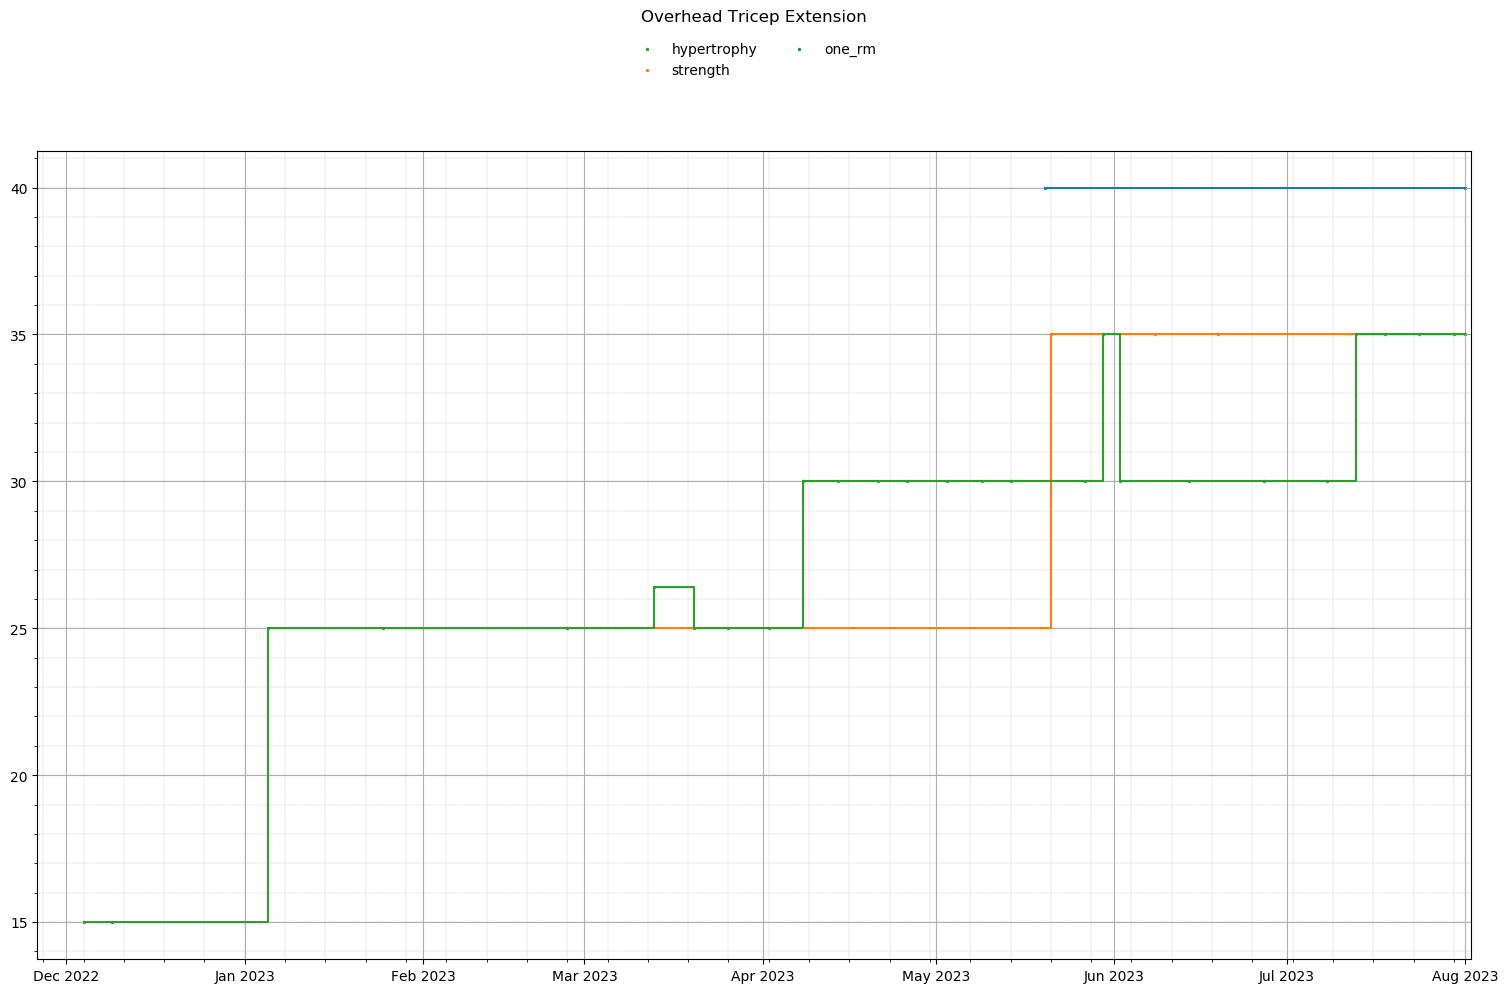 Overhead Tricep Extension
hypertrophy one_rm
strength
40
35
30
25
20
15
Dec 2022 Jan 2023 Feb 2023 Mar 2023 Apr 2023 May 2023 Jun 2023 Jul 2023 Aug 2023